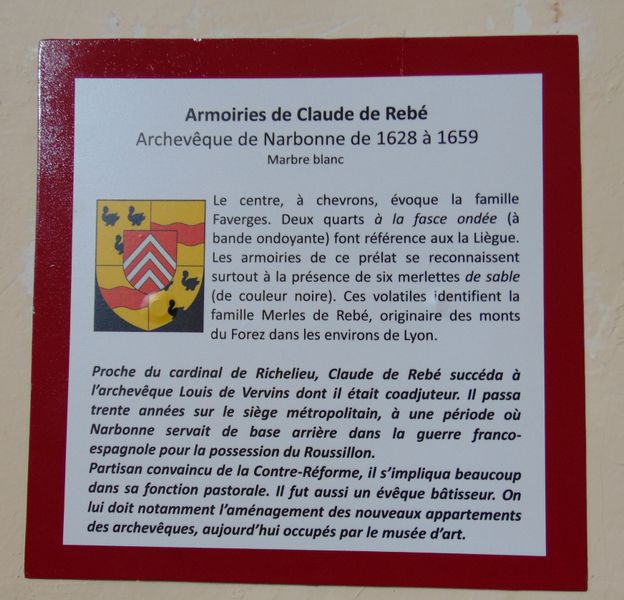 Armoiries de Claude de Rebé
Archevêque de Narbonne de 1628 à 1659
Marbre blanc
Le centre, à chevrons, évoque la famille
Faverges. Deux quarts à la fasce ondée (à
bande ondoyante) font référence aux la Liègue.
Les armoiries de ce prélat se reconnaissent
surtout à la présence de six merlettes de sable
(de couleur noire). Ces volatiles identifient la
famille Merles de Rebé, originaire des monts
du Forez dans les environs de Lyon.
Proche du cardinal de Richelieu, Claude de Rebé succéda à
l'archevêque Louis de Vervins dont il était coadjuteur. Il passa
trente années sur le siège métropolitain, à une période où
Narbonne servait de base arrière dans la guerre franco-
espagnole pour la possession du Roussillon.
Partisan convaincu de la Contre-Réforme, il s'impliqua beaucoup
dans sa fonction pastorale. Il fut aussi un évêque bâtisseur. On
lui doit notamment l'aménagement des nouveaux appartements
des archevêques, aujourd'hui occupés par le musée d'art.